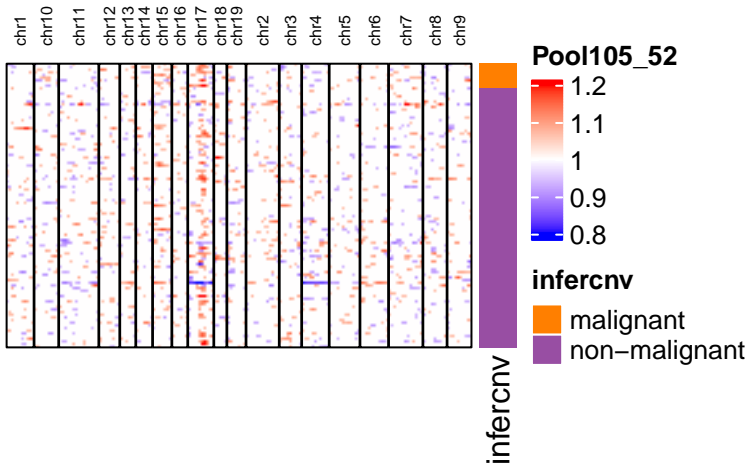 chr1
chr10
chr11
chr12
chr13
chr14
chr15
chr16
chr17
chr18
chr19
chr2
chr3
chr4
chr5
chr6
chr7
chr8
chr9
Pool105_52
1.2
1.1
1
0.9
0.8
infercnv
malignant
non−malignant
infercnv